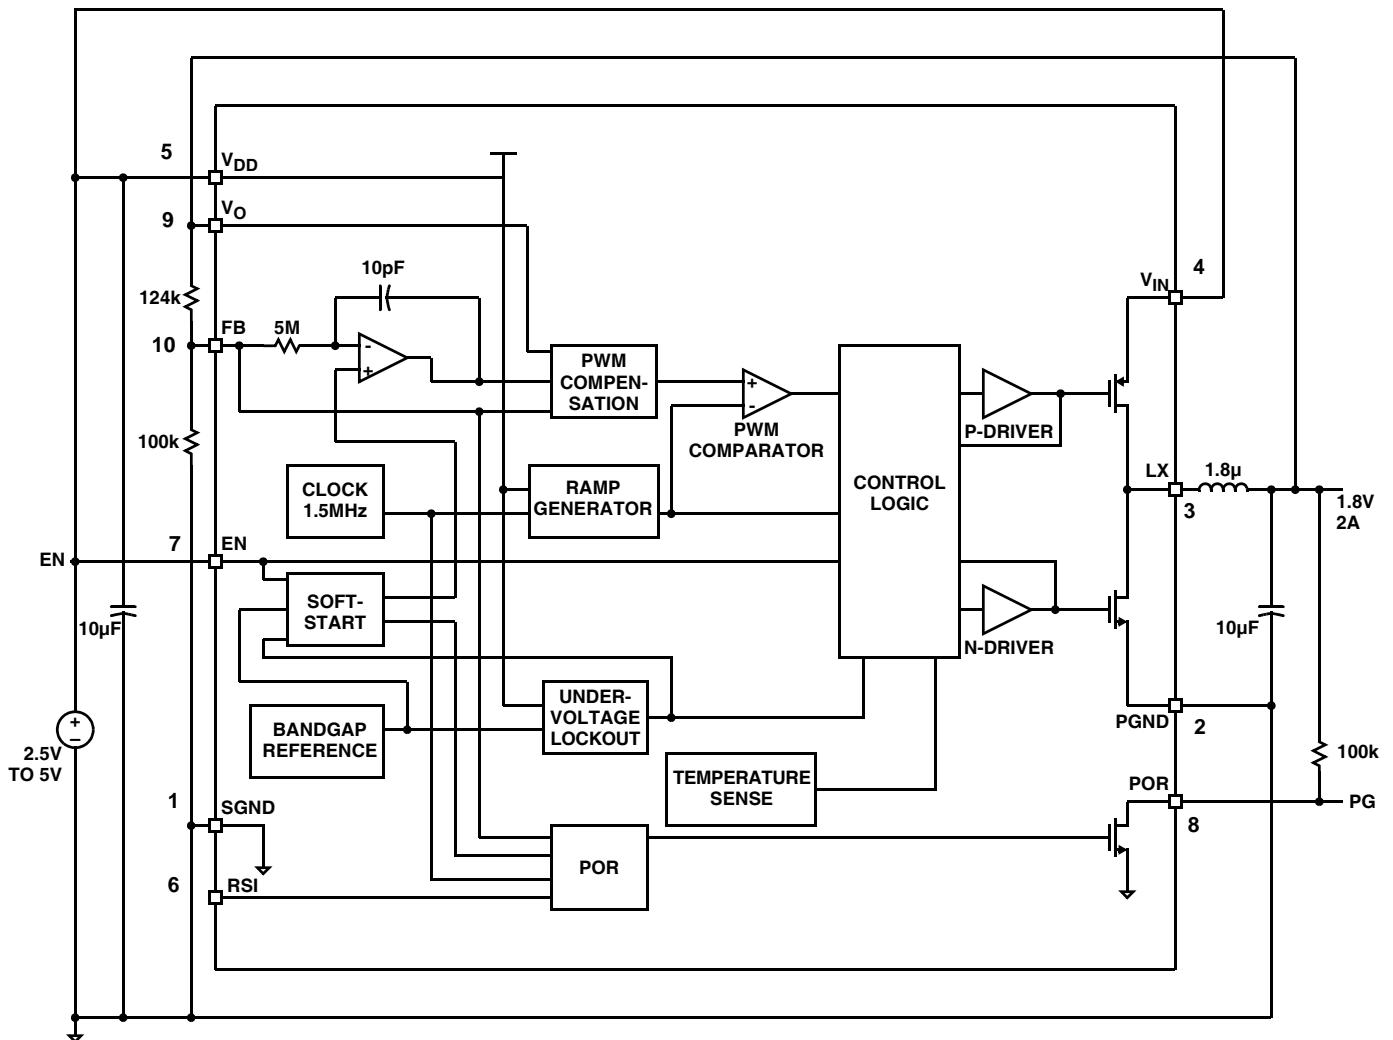 5
VDD
9
VO
10pF
VIN
4
124k
FB
5M
10
PWM
COMPEN-
SATION
+
-
-
+
P-DRIVER
PWM
COMPARATOR
100k
CLOCK
1.5MHz
RAMP
GENERATOR
CONTROL
LOGIC
LX
1.8µ
3
1.8V
2A
7
EN
EN
SOFT-
START
10µF
10µF
N-DRIVER
UNDER-
VOLTAGE
LOCKOUT
BANDGAP
REFERENCE
PGND
2
+
–
2.5V
TO 5V
100k
TEMPERATURE
SENSE
POR
PG
8
1
SGND
POR
6
RSI